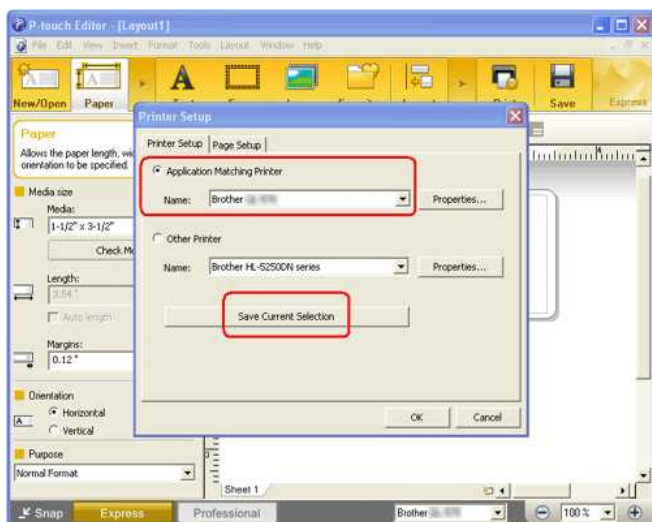 P-touch Editor - [Layout1]
File Edit View Insert Format Tools Layout Window Help
New/Open Paper Save Express
Printer Setup
Printer Setup Page Setup
Application Matching Printer
Name: Brother Properties...
Other Printer
Name: Brother HL-5250DN series Properties...
Save Current Selection
OK Cancel
Paper
Allows the paper length,
orientation to be specified.
Media size
Media:
1-1/2" x 3-1/2"
Check
Length:
3.54"
Auto length
Margins:
0.12"
Orientation
Horizontal
Vertical
Purpose
Normal Format
Sheet 1
Snap Express Professional Brother 100 %